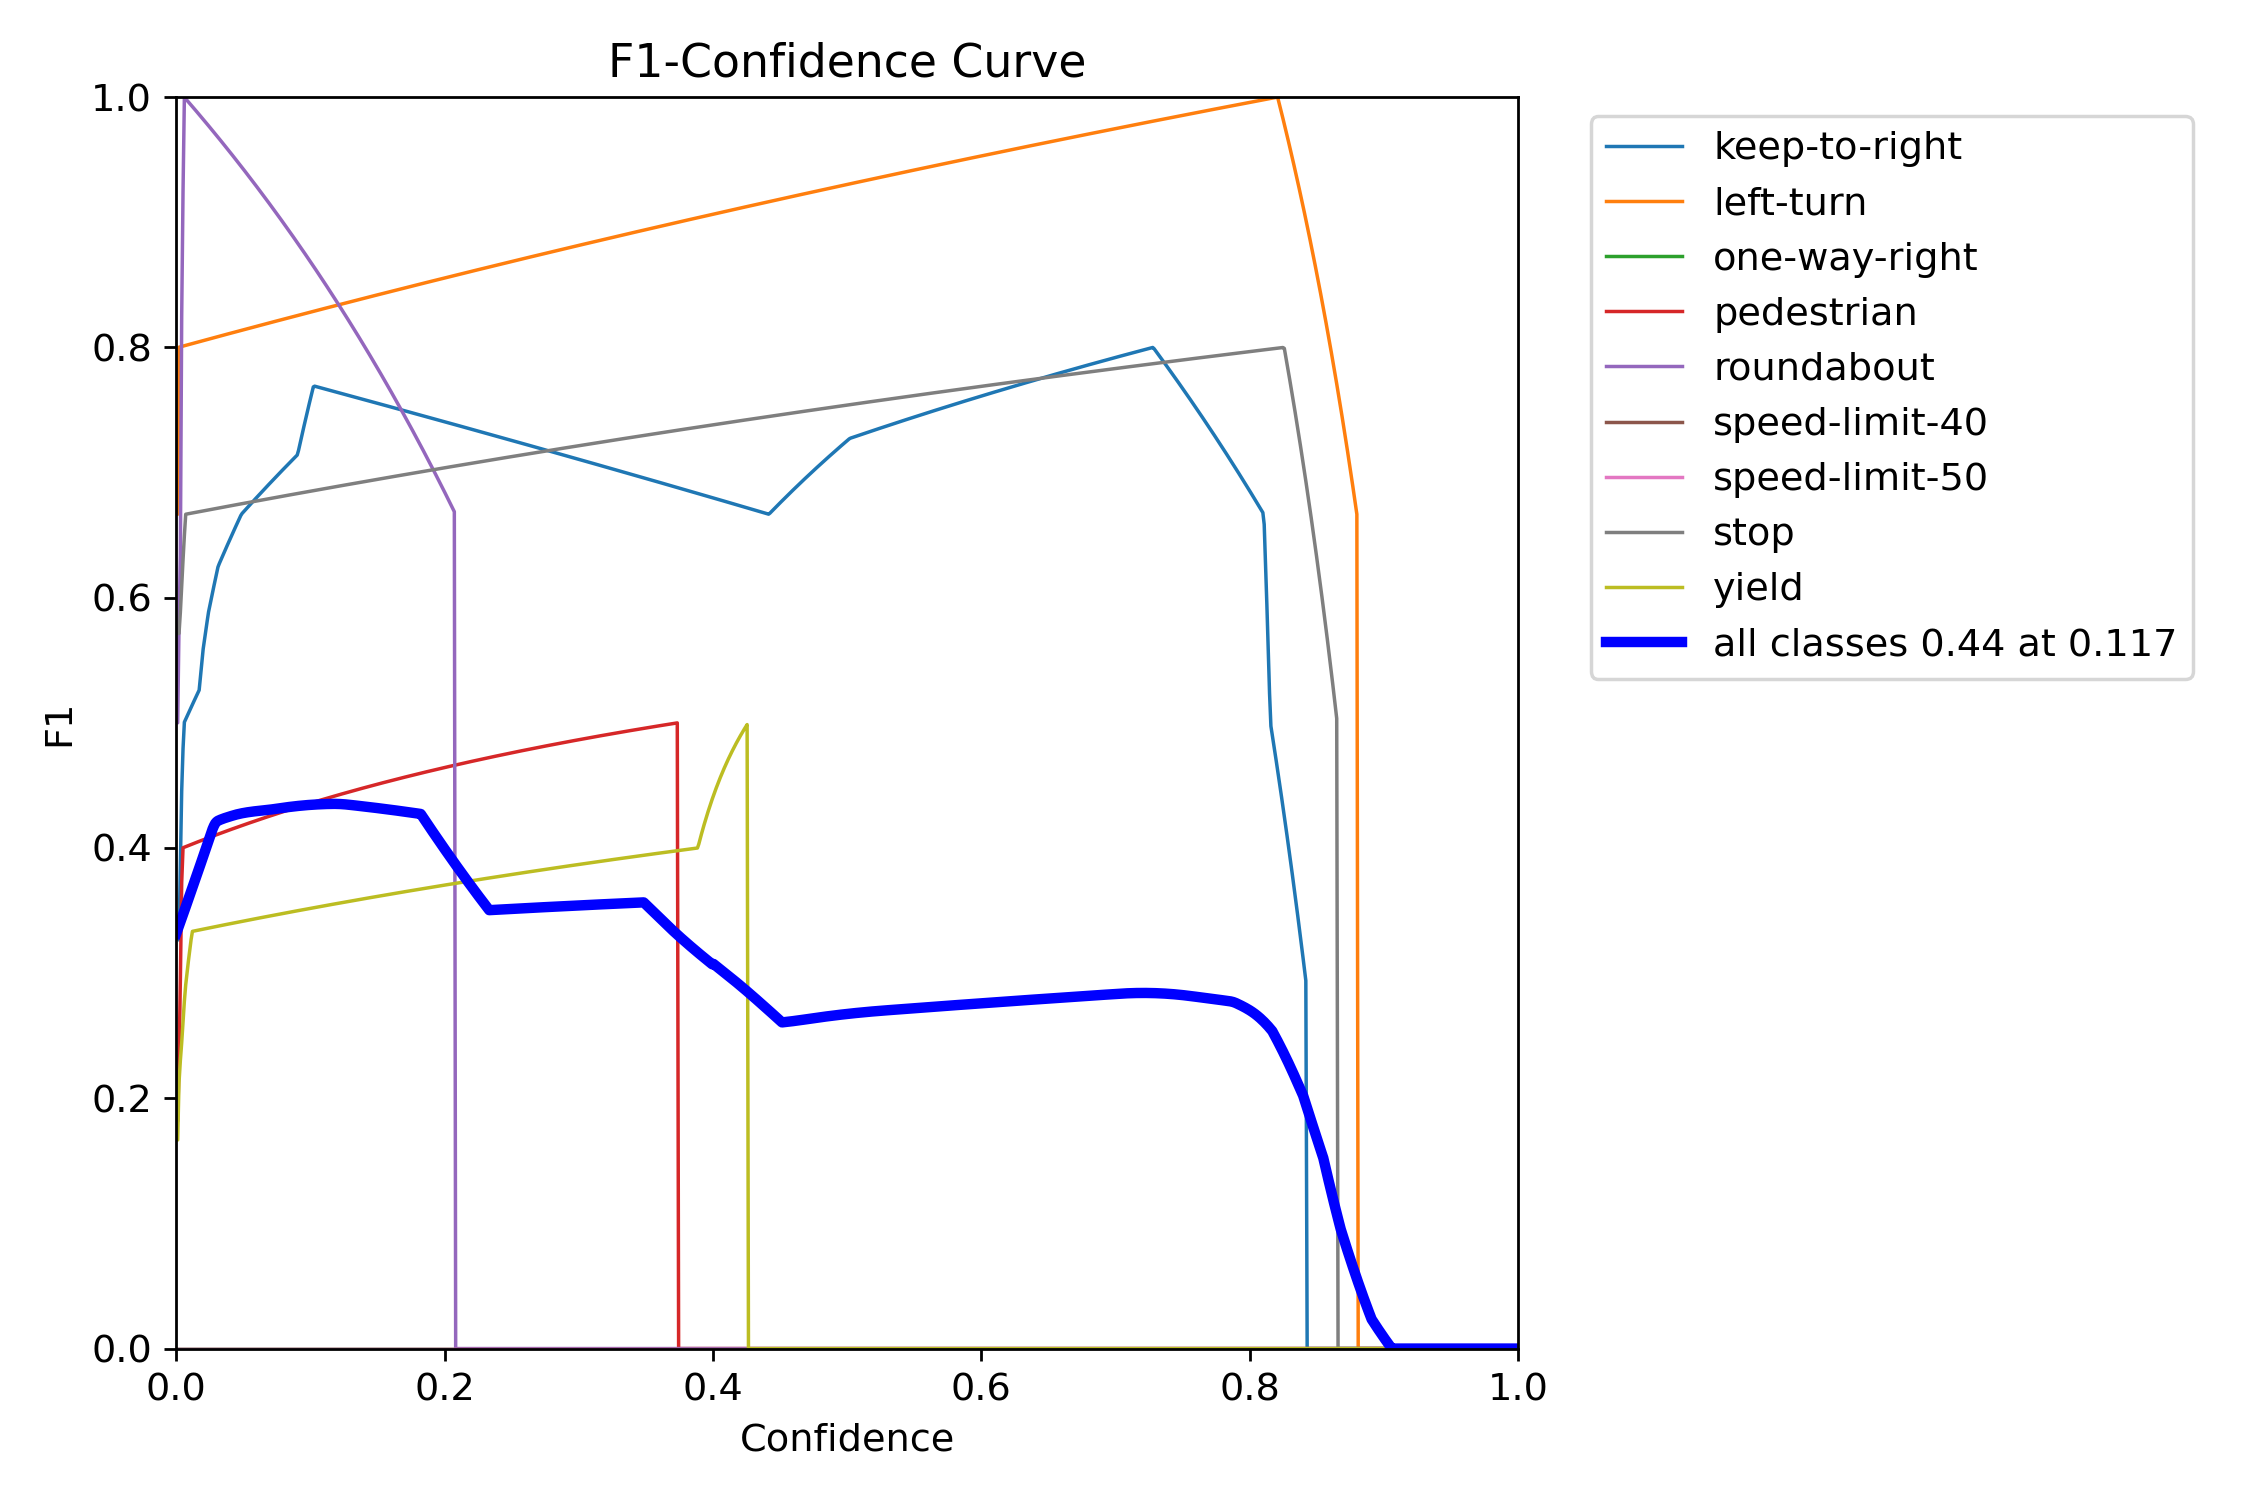 F1-Confidence Curve
1.0
0.8
0.6
0.4
0.2
0.0
F1
0.0 0.2 0.4 0.6 0.8 1.0
Confidence
keep-to-right
left-turn
one-way-right
pedestrian
roundabout
speed-limit-40
speed-limit-50
stop
yield
all classes 0.44 at 0.117